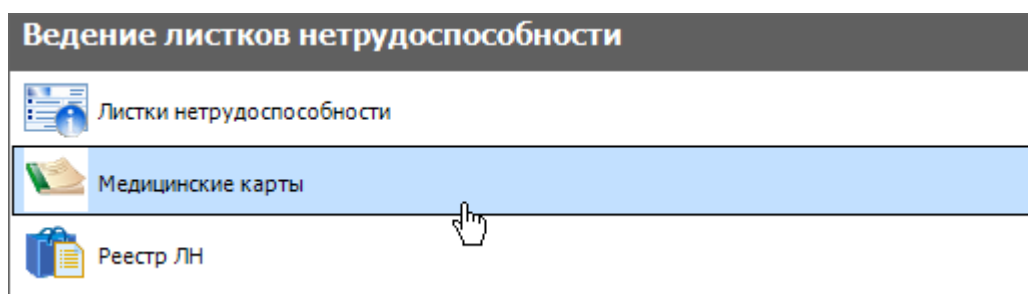 Ведение листков нетрудоспособности
Листки нетрудоспособности
Медицинские карты
Реестр ЛН